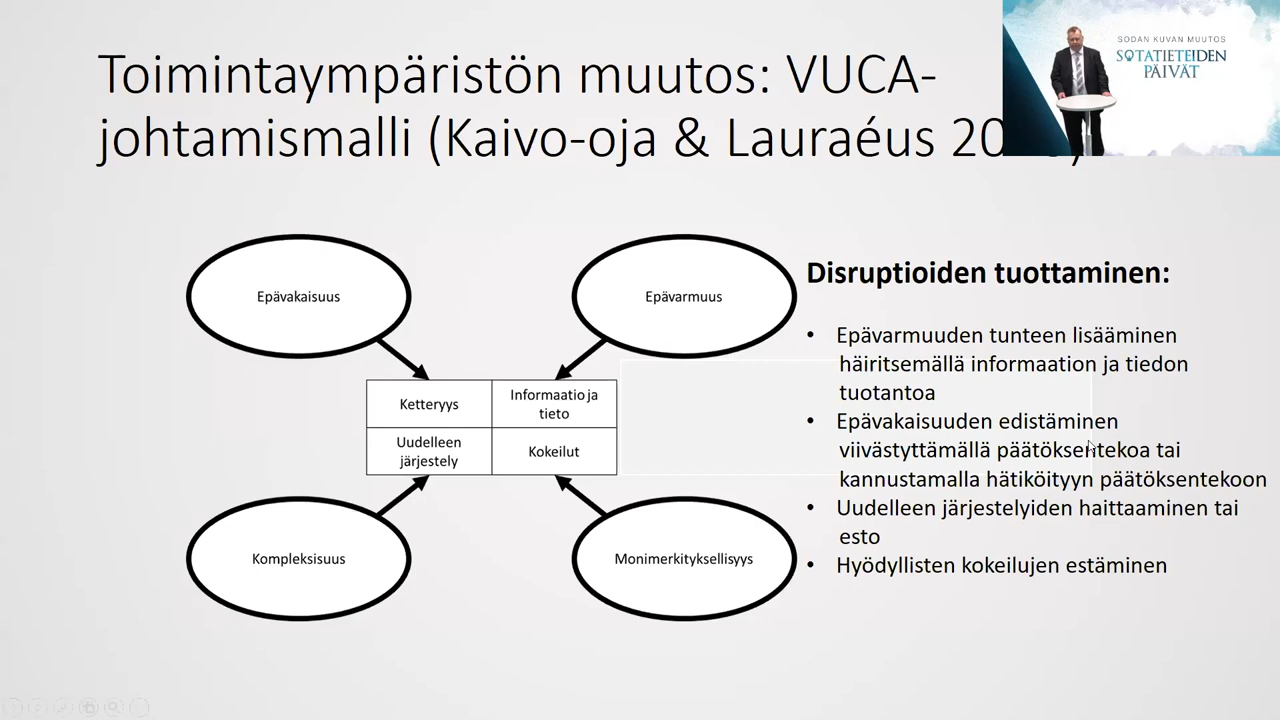 Toimintaympäristön muutos: VUCA-
johtamismalli (Kaivo-oja & Lauraéus
SODAN KUVAN MUUTOS
SOTATIETEIDEN
PÄIVÄT
Epävakaisuus
Epävarmuus
Ketteryys
Informaatio ja
tieto
Uudelleen
järjestely
Kokeilut
Kompleksisuus
Monimerkityksellisyys
Disruptioiden tuottaminen:
• Epävarmuuden tunteen lisääminen
häiritsemällä informaation ja tiedon
tuotantoa
• Epävakaisuuden edistäminen
viivästyttämällä päätöksentekoa tai
kannustamalla hätiköityyn päätöksentekoon
• Uudelleen järjestelyiden haittaaminen tai
esto
• Hyödyllisten kokeilujen estäminen